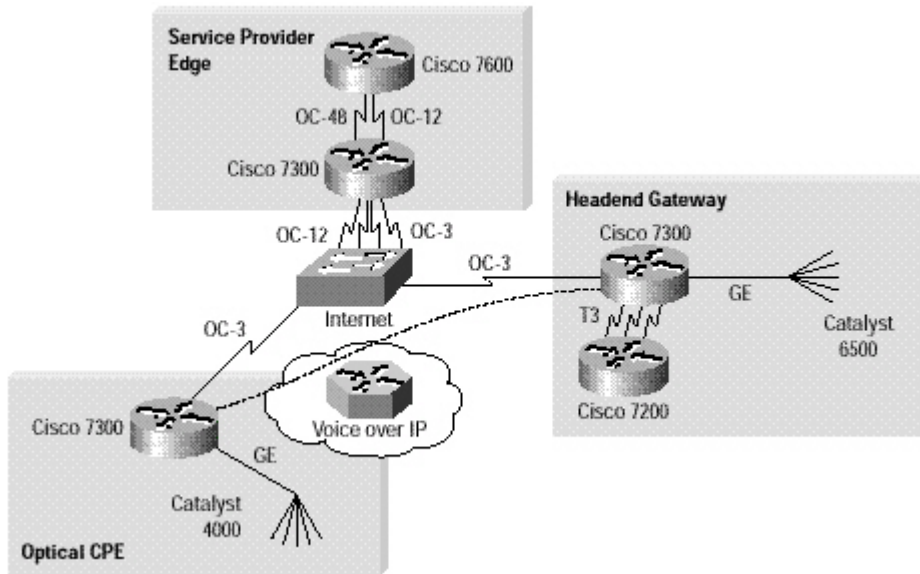 Service Provider
Edge
Cisco 7600
OC-48
OC-12
Cisco 7300
OC-12
OC-3
Internet
Headend Gateway
Cisco 7300
OC-3
GE
T3
Catalyst
6500
Cisco 7200
OC-3
Voice over IP
Cisco 7300
GE
Catalyst
4000
Optical CPE